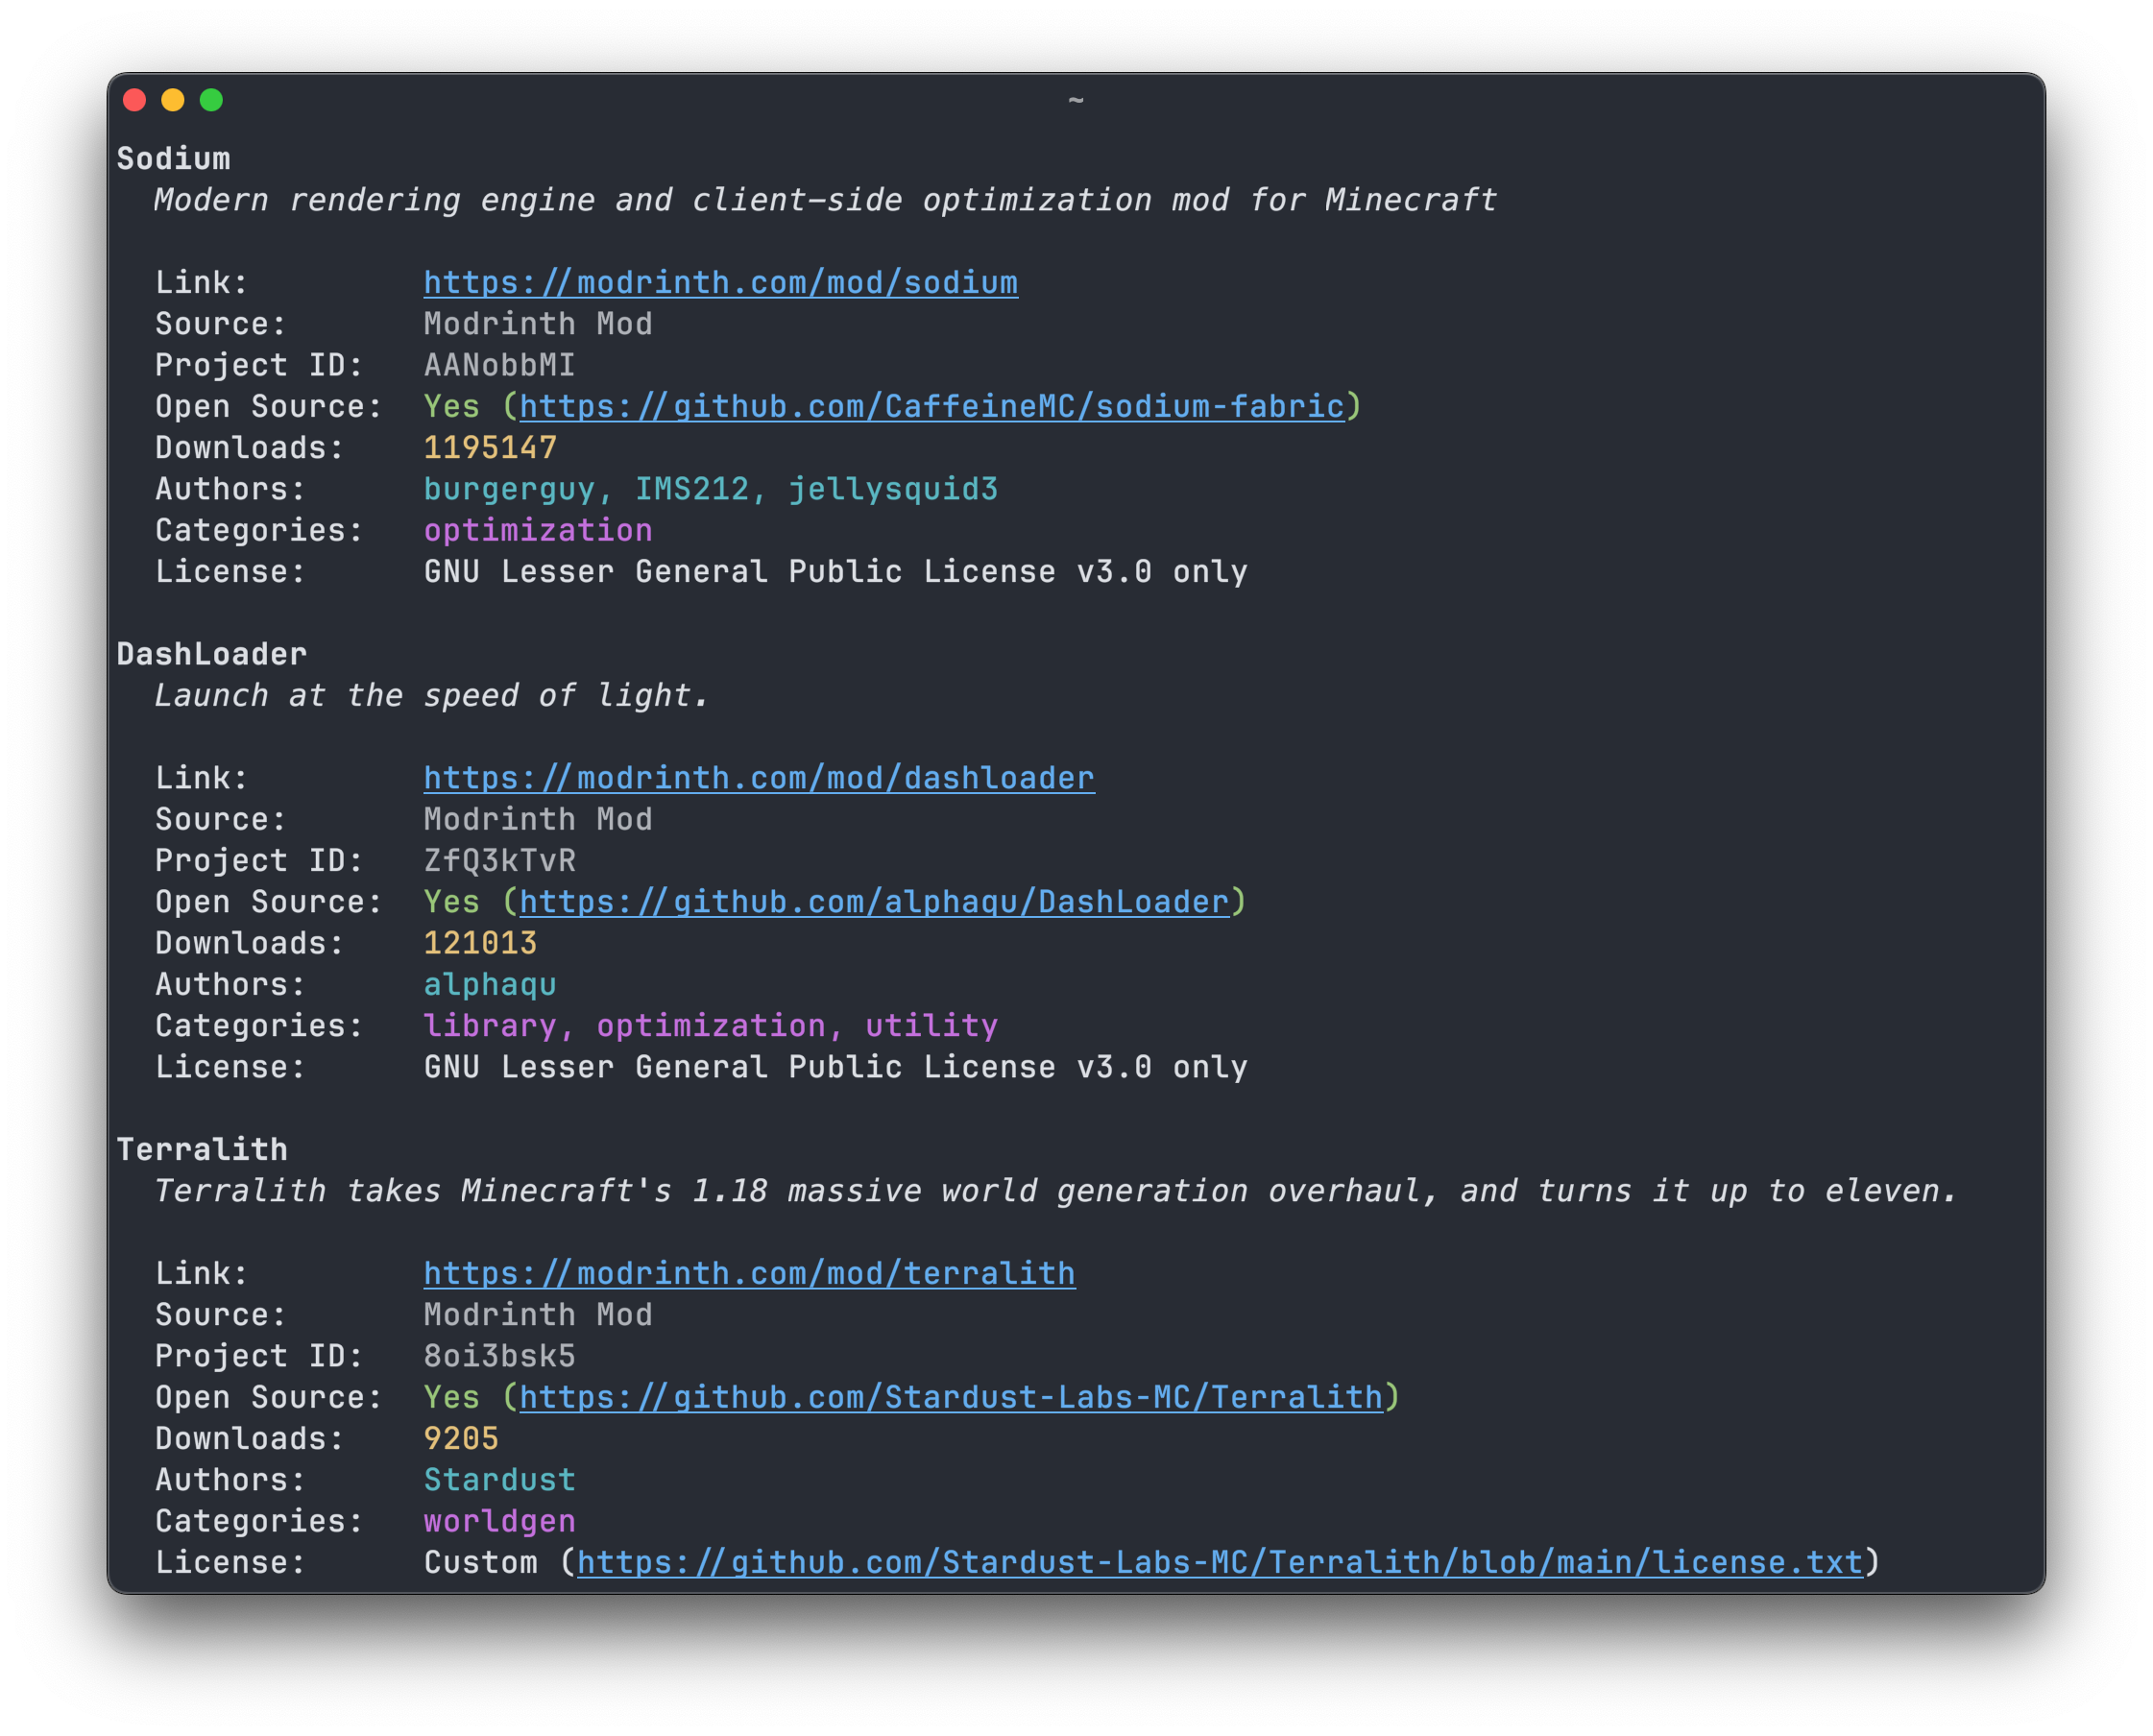 ~
Sodium
Modern rendering engine and client-side optimization mod for Minecraft
Link: https://modrinth.com/mod/sodium
Source: Modrinth Mod
Project ID: AANobbMI
Open Source: Yes (https://github.com/CaffeineMC/sodium-fabric)
Downloads: 1195147
Authors: burgerguy, IMS212, jellysquid3
Categories: optimization
License: GNU Lesser General Public License v3.0 only
DashLoader
Launch at the speed of light.
Link: https://modrinth.com/mod/dashloader
Source: Modrinth Mod
Project ID: ZfQ3kTvR
Open Source: Yes (https://github.com/alphaqu/DashLoader)
Downloads: 121013
Authors: alphaqu
Categories: library, optimization, utility
License: GNU Lesser General Public License v3.0 only
Terralith
Terralith takes Minecraft's 1.18 massive world generation overhaul, and turns it up to eleven.
Link: https://modrinth.com/mod/terralith
Source: Modrinth Mod
Project ID: 8oi3bsk5
Open Source: Yes (https://github.com/Stardust-Labs-MC/Terralith)
Downloads: 9205
Authors: Stardust
Categories: worldgen
License: Custom (https://github.com/Stardust-Labs-MC/Terralith/blob/main/license.txt)